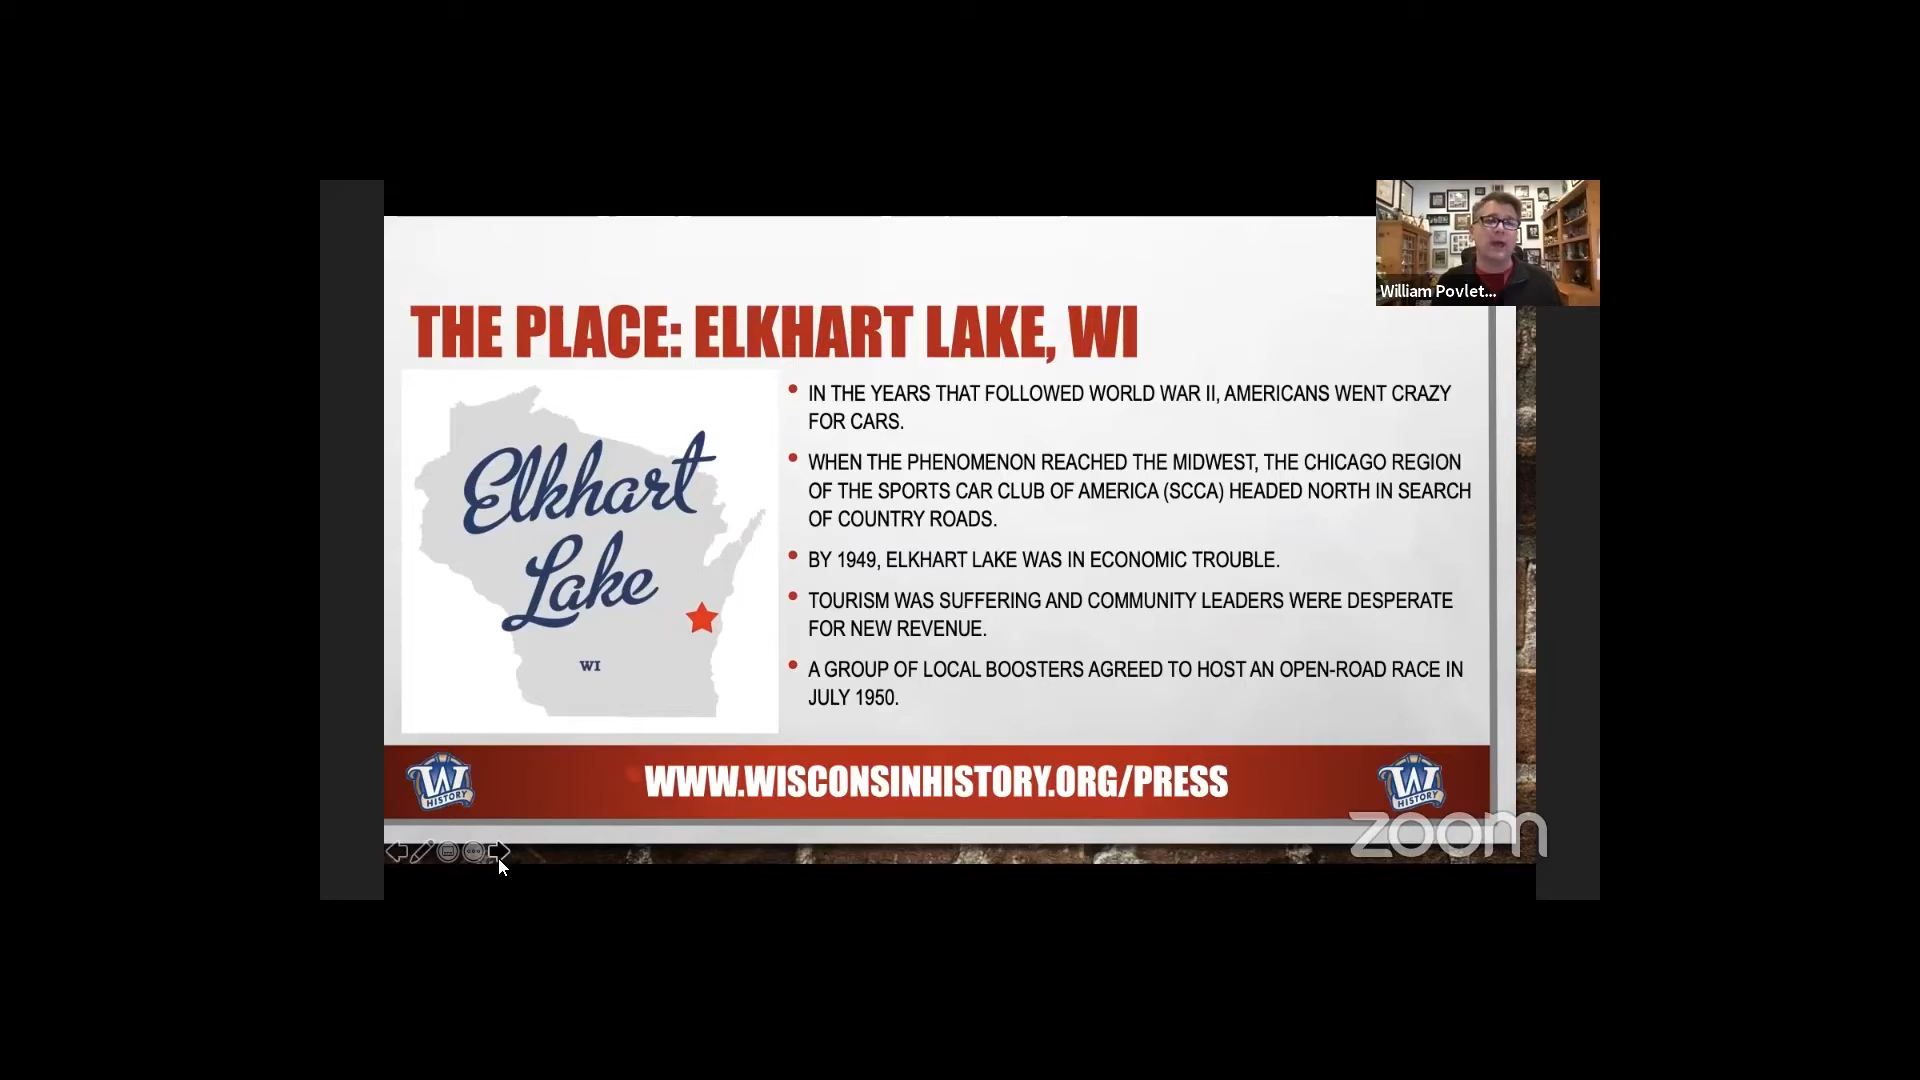 William Povlet...
THE PLACE: ELKHART LAKE, WI
Elkhart
Lake
WI
• IN THE YEARS THAT FOLLOWED WORLD WAR II, AMERICANS WENT CRAZY
FOR CARS.
• WHEN THE PHENOMENON REACHED THE MIDWEST, THE CHICAGO REGION
OF THE SPORTS CAR CLUB OF AMERICA (SCCA) HEADED NORTH IN SEARCH
OF COUNTRY ROADS.
• BY 1949, ELKHART LAKE WAS IN ECONOMIC TROUBLE.
• TOURISM WAS SUFFERING AND COMMUNITY LEADERS WERE DESPERATE
FOR NEW REVENUE.
• A GROUP OF LOCAL BOOSTERS AGREED TO HOST AN OPEN-ROAD RACE IN
JULY 1950.
W
HISTORY
WWW.WISCONSINHISTORY.ORG/PRESS
W
HISTORY
zoom